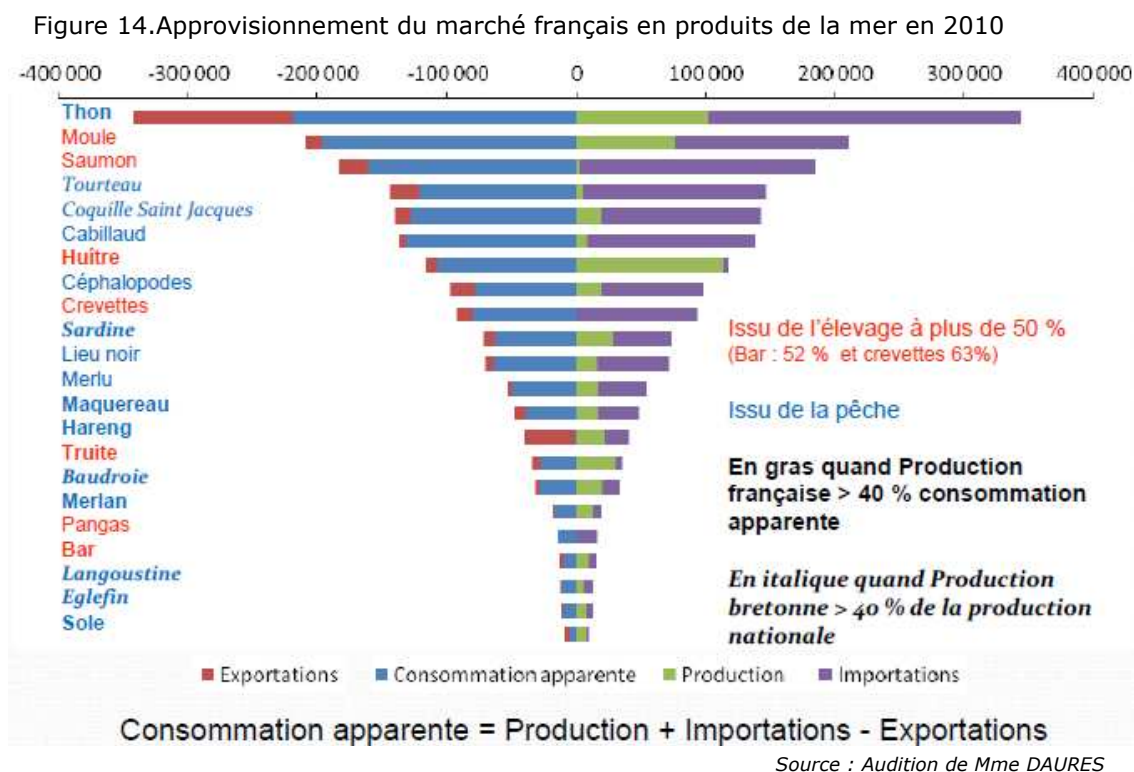 Figure 14.Approvisionnement du marché français en produits de la mer en 2010
-400 000 -300 000 -200 000 -100 000 0 100 000 200 000 300 000 400 000
Thon
Moule
Saumon
Tourteau
Coquille Saint Jacques
Cabillaud
Huître
Céphalopodes
Crevettes
Sardine
Lieu noir
Merlu
Maquereau
Hareng
Truite
Baudroie
Merlan
Pangas
Bar
Langoustine
Eglefin
Sole
Issu de l'élevage à plus de 50 %
(Bar : 52 % et crevettes 63%)
Issu de la pêche
En gras quand Production
française > 40 % consommation
apparente
En italique quand Production
bretonne > 40 % de la production
nationale
Exportations Consommation apparente Production Importations
Consommation apparente = Production + Importations - Exportations
Source : Audition de Mme DAURES